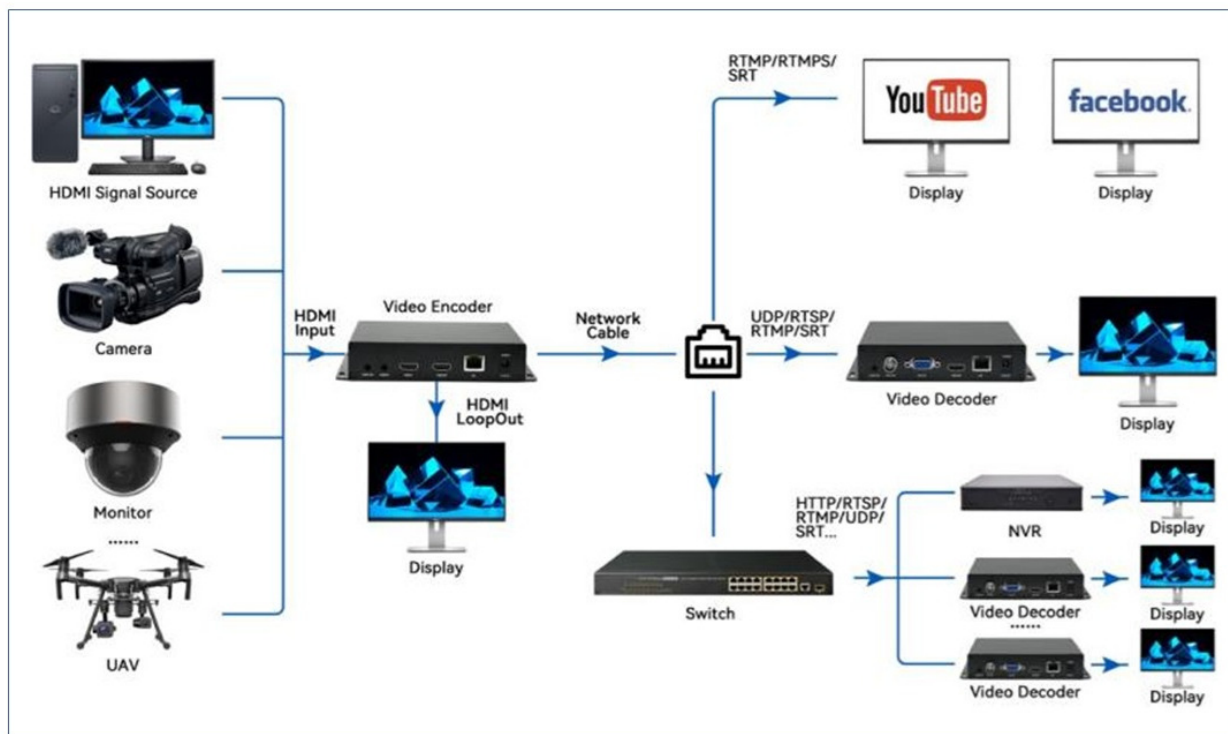 RTMP/RTMPS/
SRT
YouTube
facebook.
HDMI Signal Source
Display
Display
Camera
HDMI
Input
Video Encoder
Network
Cable
UDP/RTSP/
RTMP/SRT
Video Decoder
Display
HDMI
LoopOut
Monitor
......
Display
UAV
Switch
HTTP/RTSP/
RTMP/UDP/
SRT...
NVR
Display
Video Decoder
......
Display
Video Decoder
Display